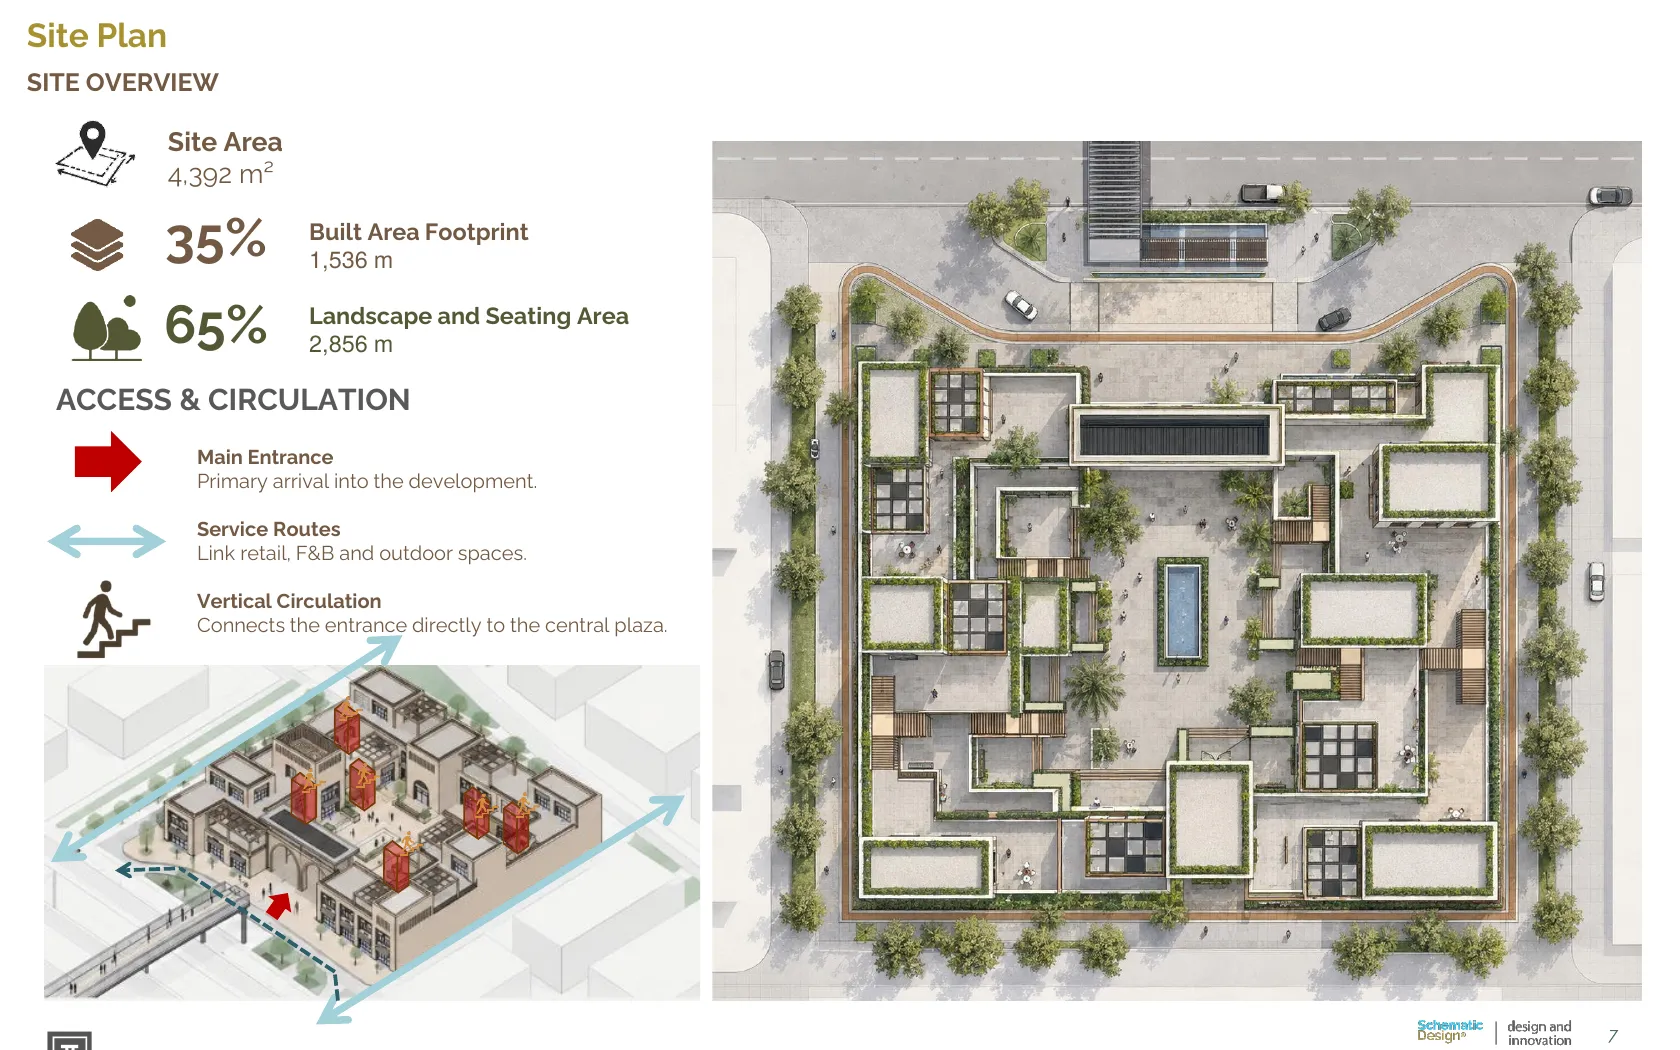 Site Plan
SITE OVERVIEW
Site Area
4,392 m²
35%
Built Area Footprint
1,536 m
65%
Landscape and Seating Area
2,856 m
ACCESS & CIRCULATION
Main Entrance
Primary arrival into the development.
Service Routes
Link retail, F&B and outdoor spaces.
Vertical Circulation
Connects the entrance directly to the central plaza.
Schematic
Design®
design and
innovation
7